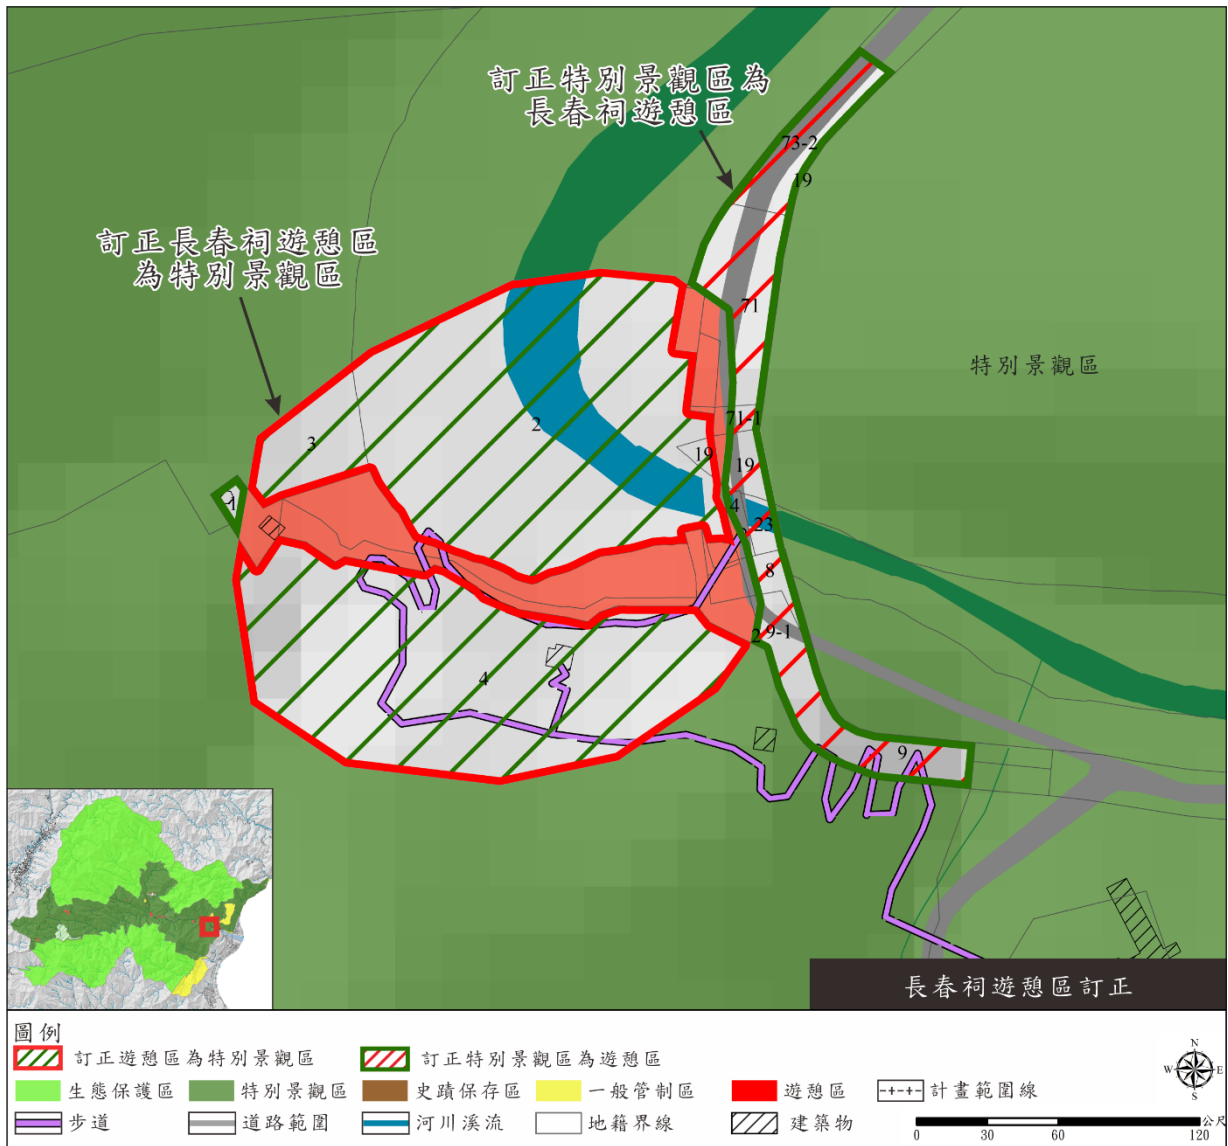 訂正特別景觀區為
長春祠遊憩區
73-2
19
訂正長春祠遊憩區
為特別景觀區
71
特別景觀區
71-1
2
3
19
19
1
4
23
8
2
9-1
4
9
長春祠遊憩區訂正
圖例
訂正遊憩區為特別景觀區
訂正特別景觀區為遊憩區
生態保護區
特別景觀區
史蹟保存區
一般管制區
遊憩區
計畫範圍線
步道
道路範圍
河川溪流
地籍界線
建築物
N
W
E
S
公尺
0
30
60
120